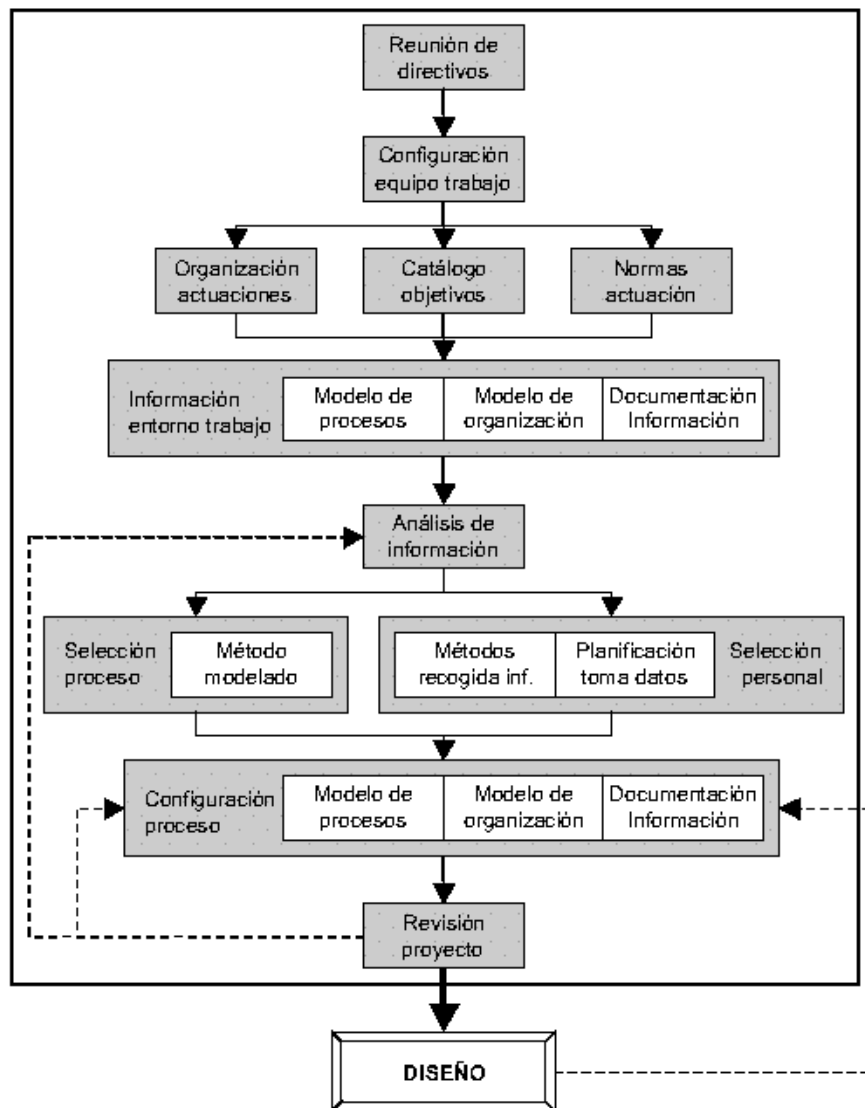 Reunión de
directivos
Configuración
equipo trabajo
Organización
actuaciones
Catálogo
objetivos
Normas
actuación
Información
entorno trabajo
Modelo de
procesos
Modelo de
organización
Documentación
Información
Análisis de
información
Selección
proceso
Método
modelado
Métodos
recogida inf.
Planificación
toma datos
Selección
personal
Configuración
proceso
Modelo de
procesos
Modelo de
organización
Documentación
Información
Revisión
proyecto
DISEÑO